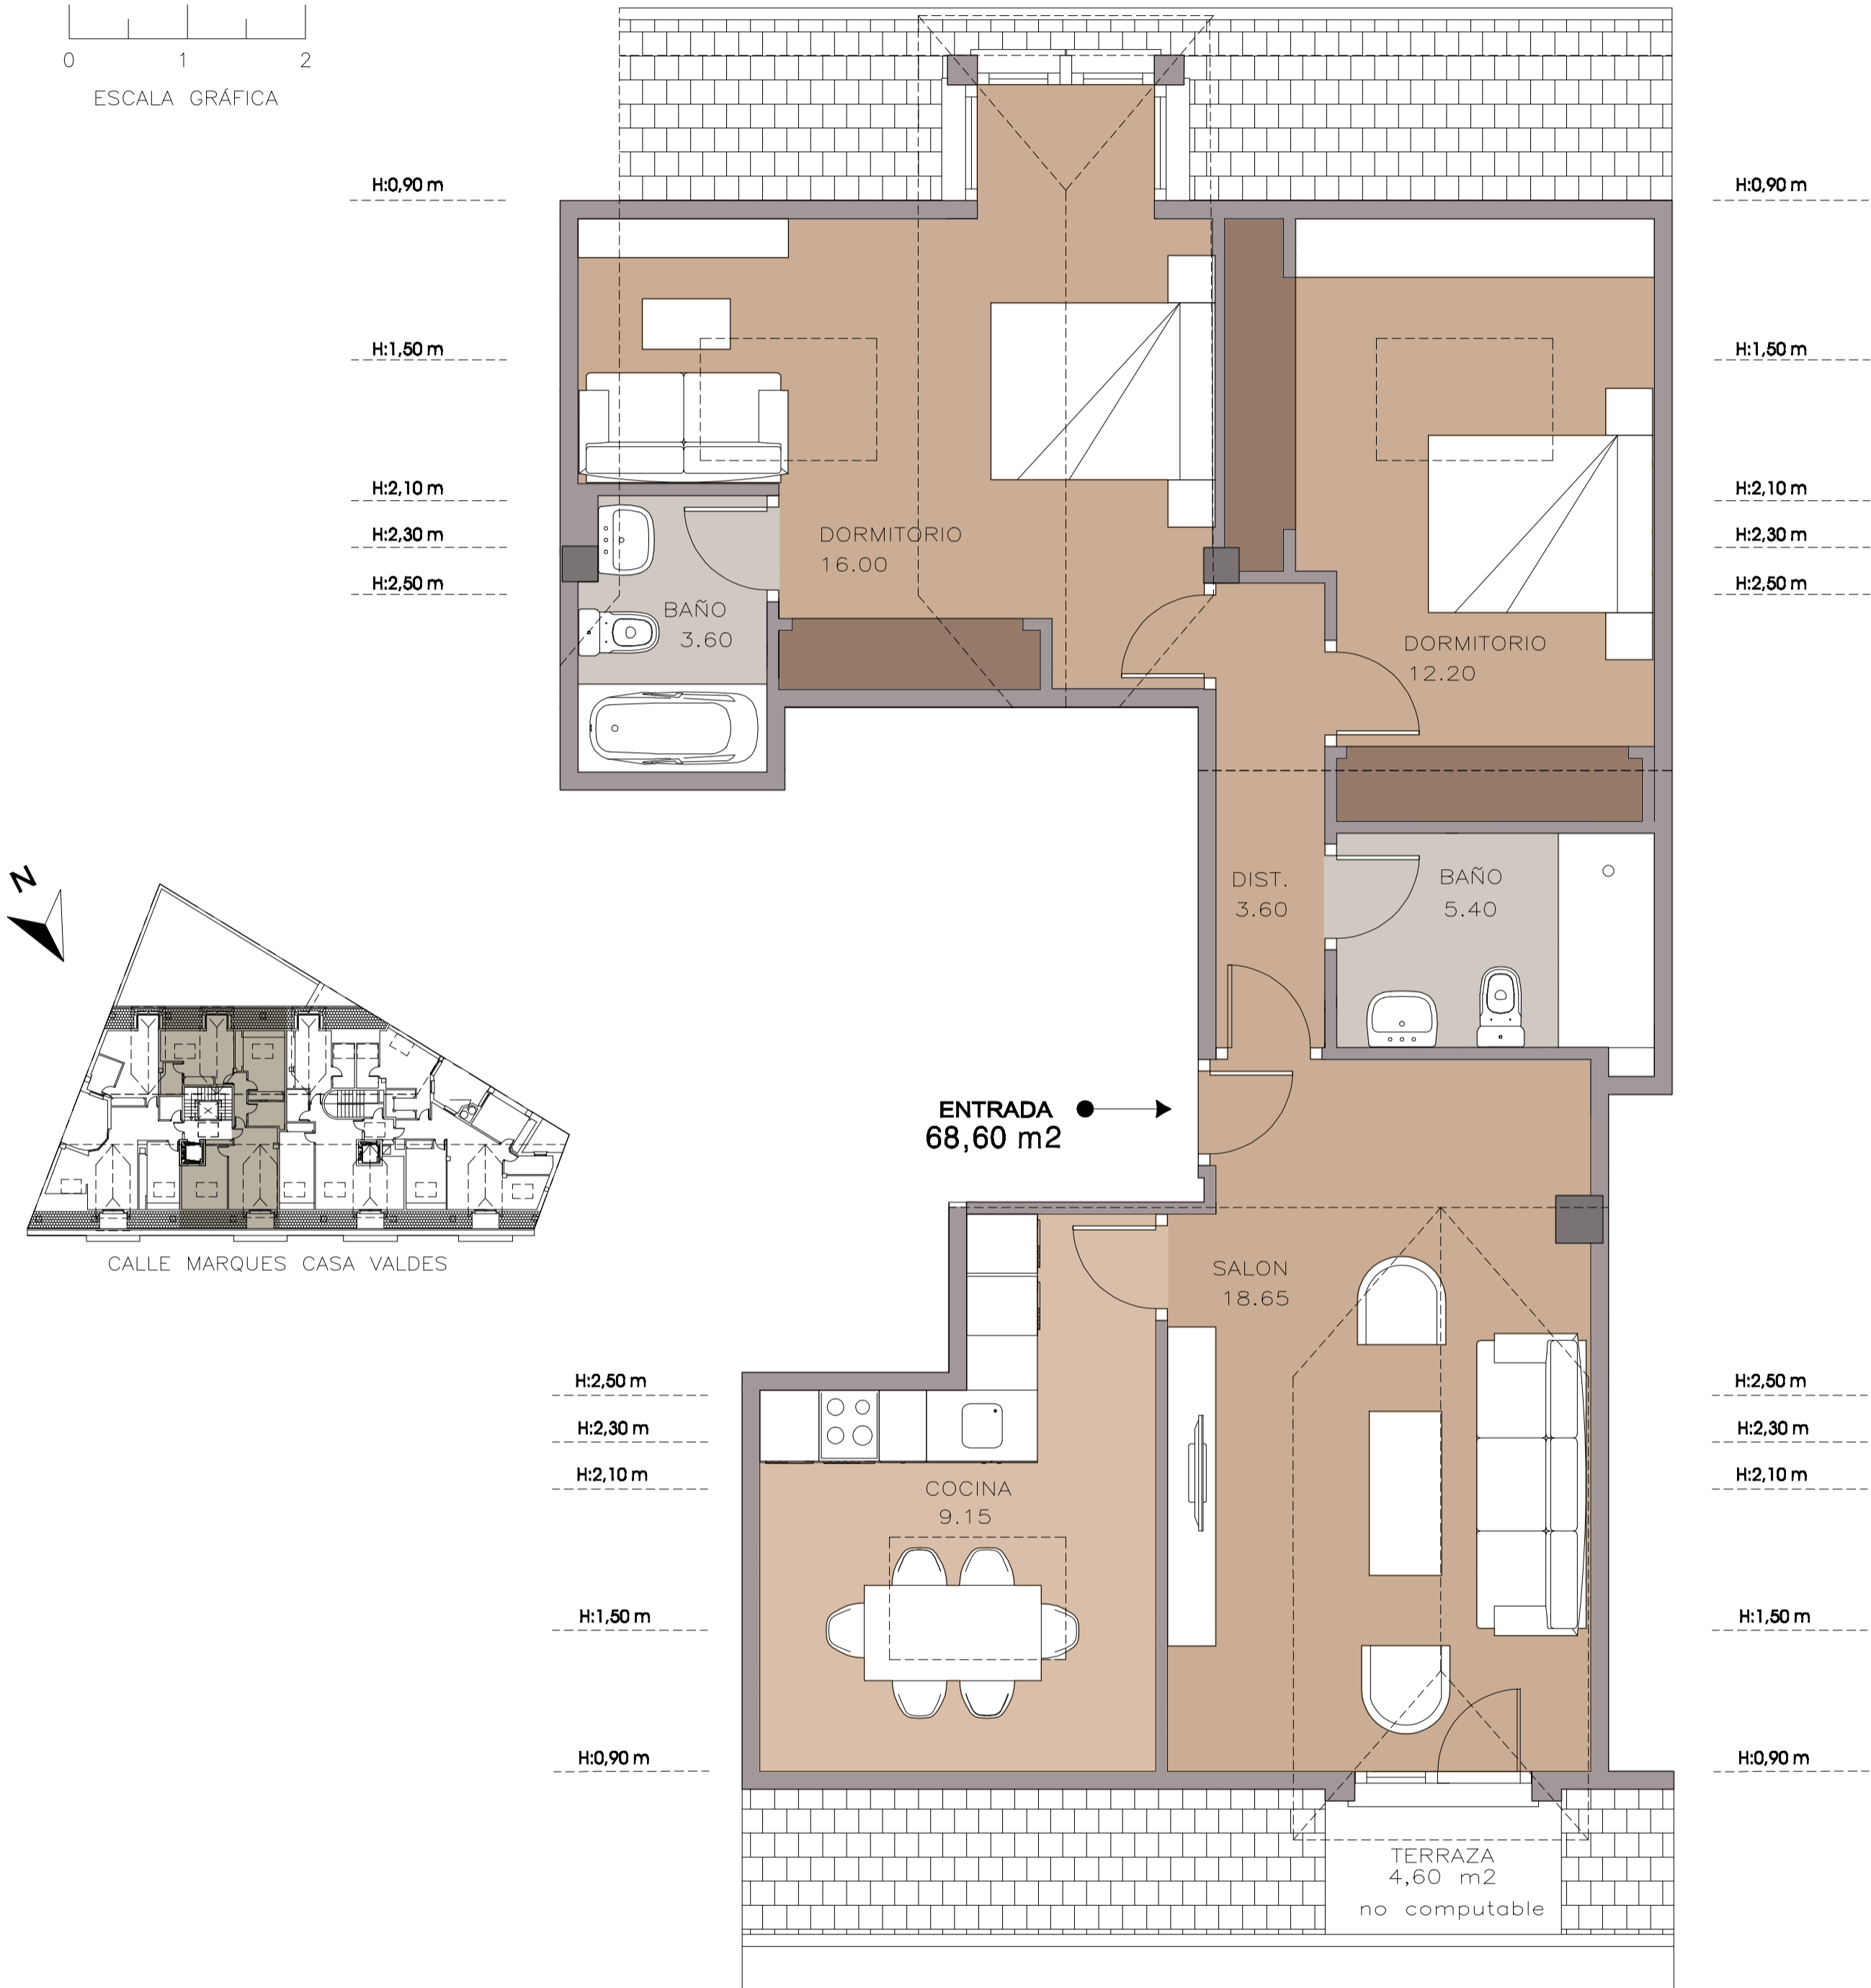 0 1 2
ESCALA GRÁFICA
H:0,90 m
H:0,90 m
H:1,50 m
H:1,50 m
H:2,10 m
H:2,10 m
H:2,30 m
H:2,30 m
H:2,50 m
H:2,50 m
DORMITORIO
16.00
BAÑO
3.60
DORMITORIO
12.20
DIST.
3.60
BAÑO
5.40
N
CALLE MARQUES CASA VALDES
ENTRADA
68,60 m2
SALON
18.65
H:2,50 m
H:2,50 m
H:2,30 m
H:2,30 m
H:2,10 m
H:2,10 m
COCINA
9.15
H:1,50 m
H:1,50 m
H:0,90 m
H:0,90 m
TERRAZA
4,60 m2
no computable